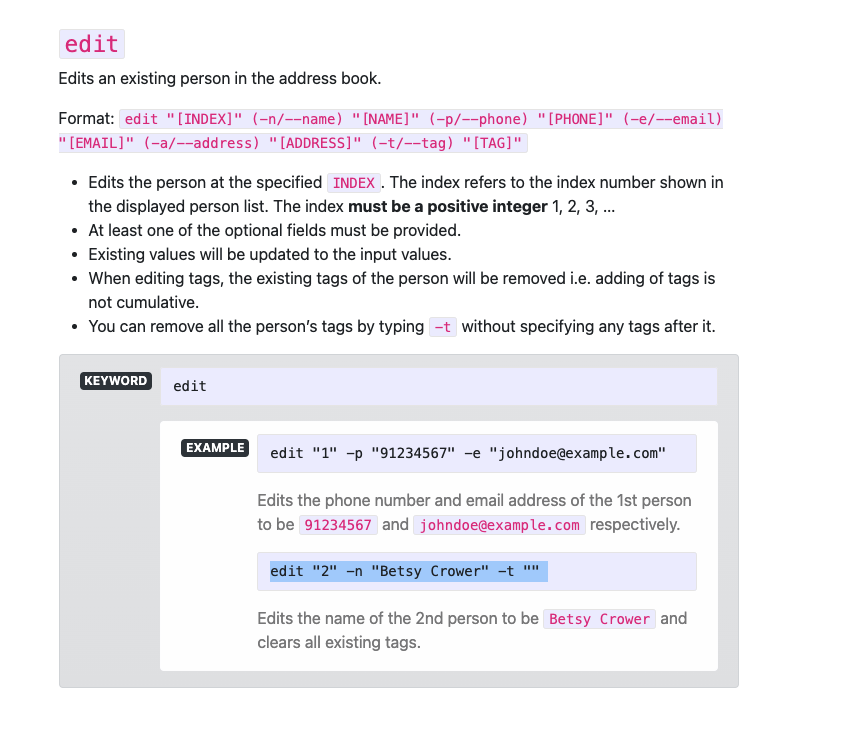 edit
Edits an existing person in the address book.
Format: edit "[INDEX]" (-n/--name) "[NAME]" (-p/--phone) "[PHONE]" (-e/--email)
"[EMAIL]" (-a/--address) "[ADDRESS]" (-t/--tag) "[TAG]"
• Edits the person at the specified INDEX. The index refers to the index number shown in
the displayed person list. The index must be a positive integer 1, 2, 3, …
• At least one of the optional fields must be provided.
• Existing values will be updated to the input values.
• When editing tags, the existing tags of the person will be removed i.e. adding of tags is
not cumulative.
• You can remove all the person’s tags by typing -t without specifying any tags after it.
KEYWORD edit
EXAMPLE edit "1" -p "91234567" -e "johndoe@example.com"
Edits the phone number and email address of the 1st person
to be 91234567 and johndoe@example.com respectively.
edit "2" -n "Betsy Crower" -t ""
Edits the name of the 2nd person to be Betsy Crower and
clears all existing tags.